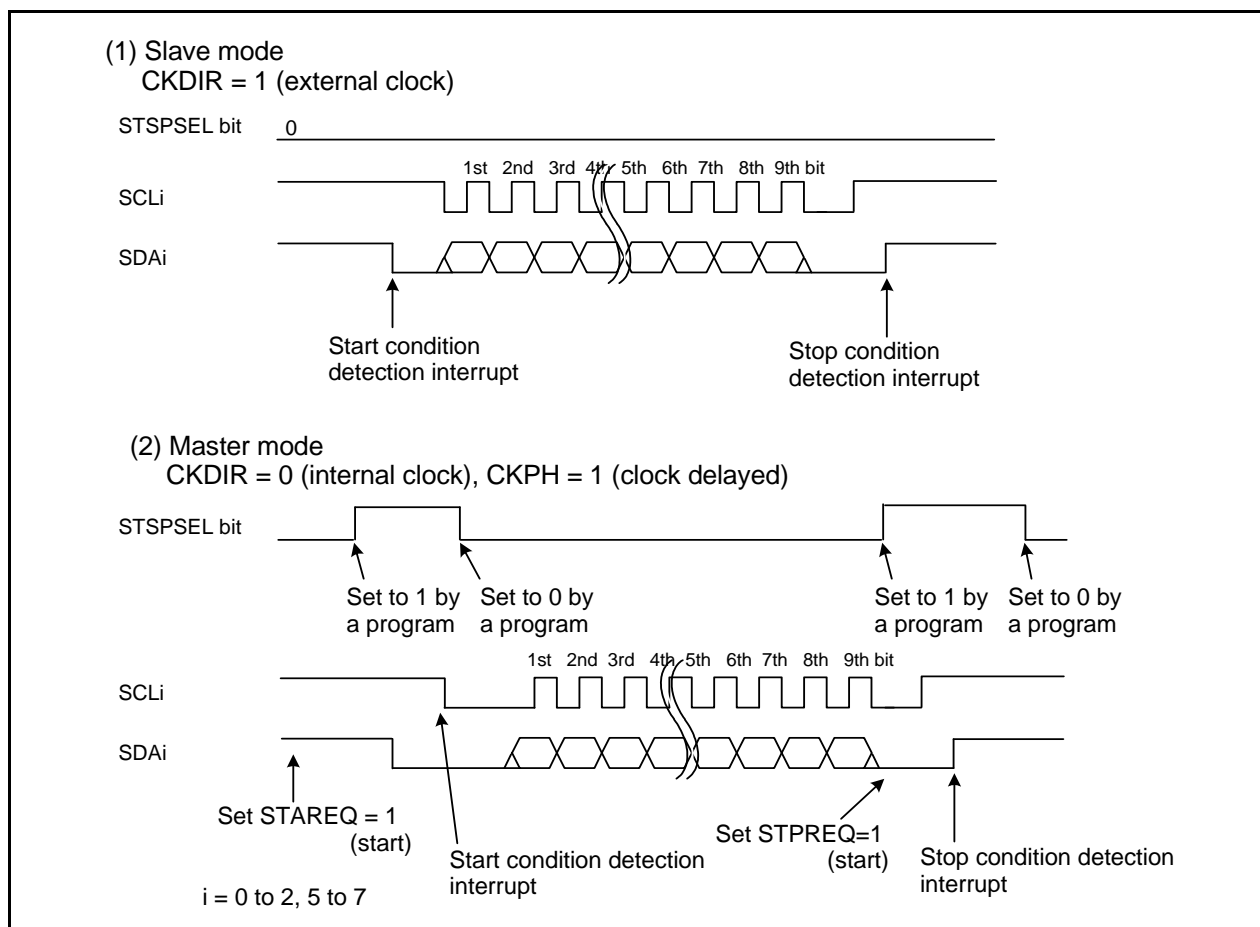 (1) Slave mode
CKDIR = 1 (external clock)
STSPSEL bit
0
1st 2nd 3rd 4th 5th 6th 7th 8th 9th bit
SCLi
SDAi
Start condition
detection interrupt
Stop condition
detection interrupt
(2) Master mode
CKDIR = 0 (internal clock), CKPH = 1 (clock delayed)
STSPSEL bit
Set to 1 by
a program
Set to 0 by
a program
Set to 1 by
a program
Set to 0 by
a program
1st 2nd 3rd 4th 5th 6th 7th 8th 9th bit
SCLi
SDAi
Set STAREQ = 1
(start)
Start condition detection
interrupt
Set STPREQ=1
(start)
Stop condition detection
interrupt
i = 0 to 2, 5 to 7